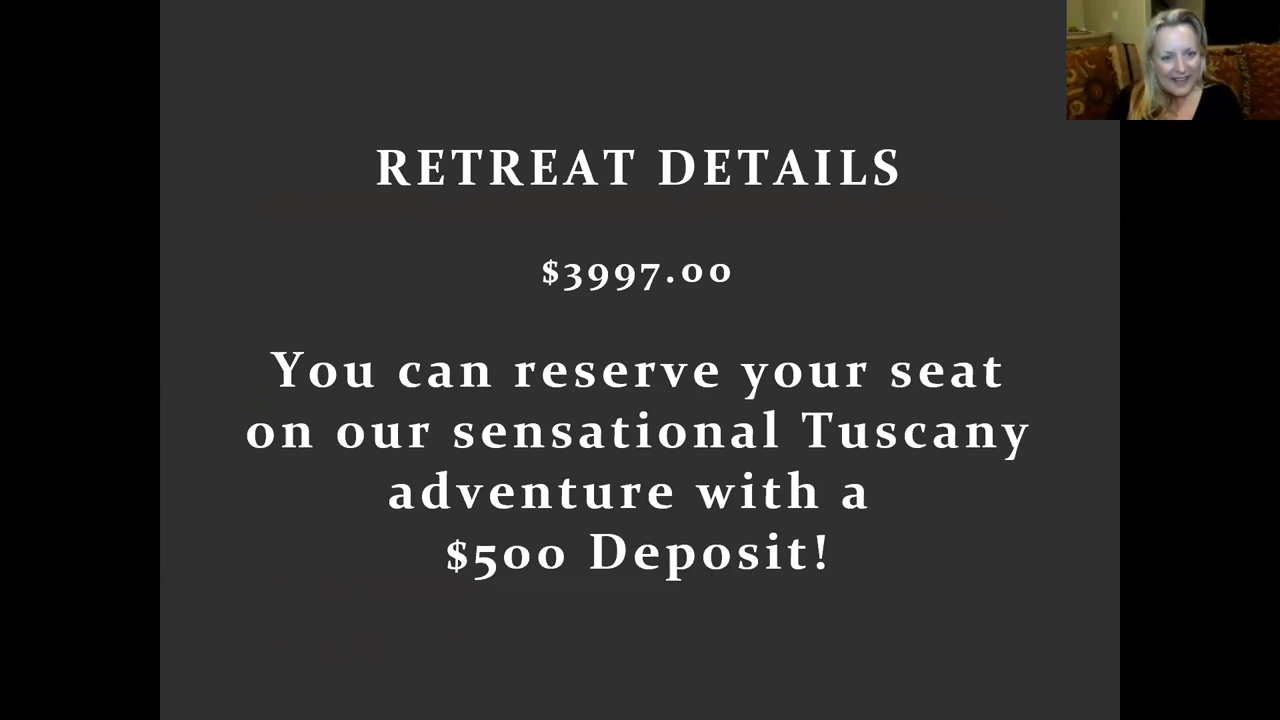 RETREAT DETAILS
$3997.00
You can reserve your seat
on our sensational Tuscany
adventure with a
$500 Deposit!